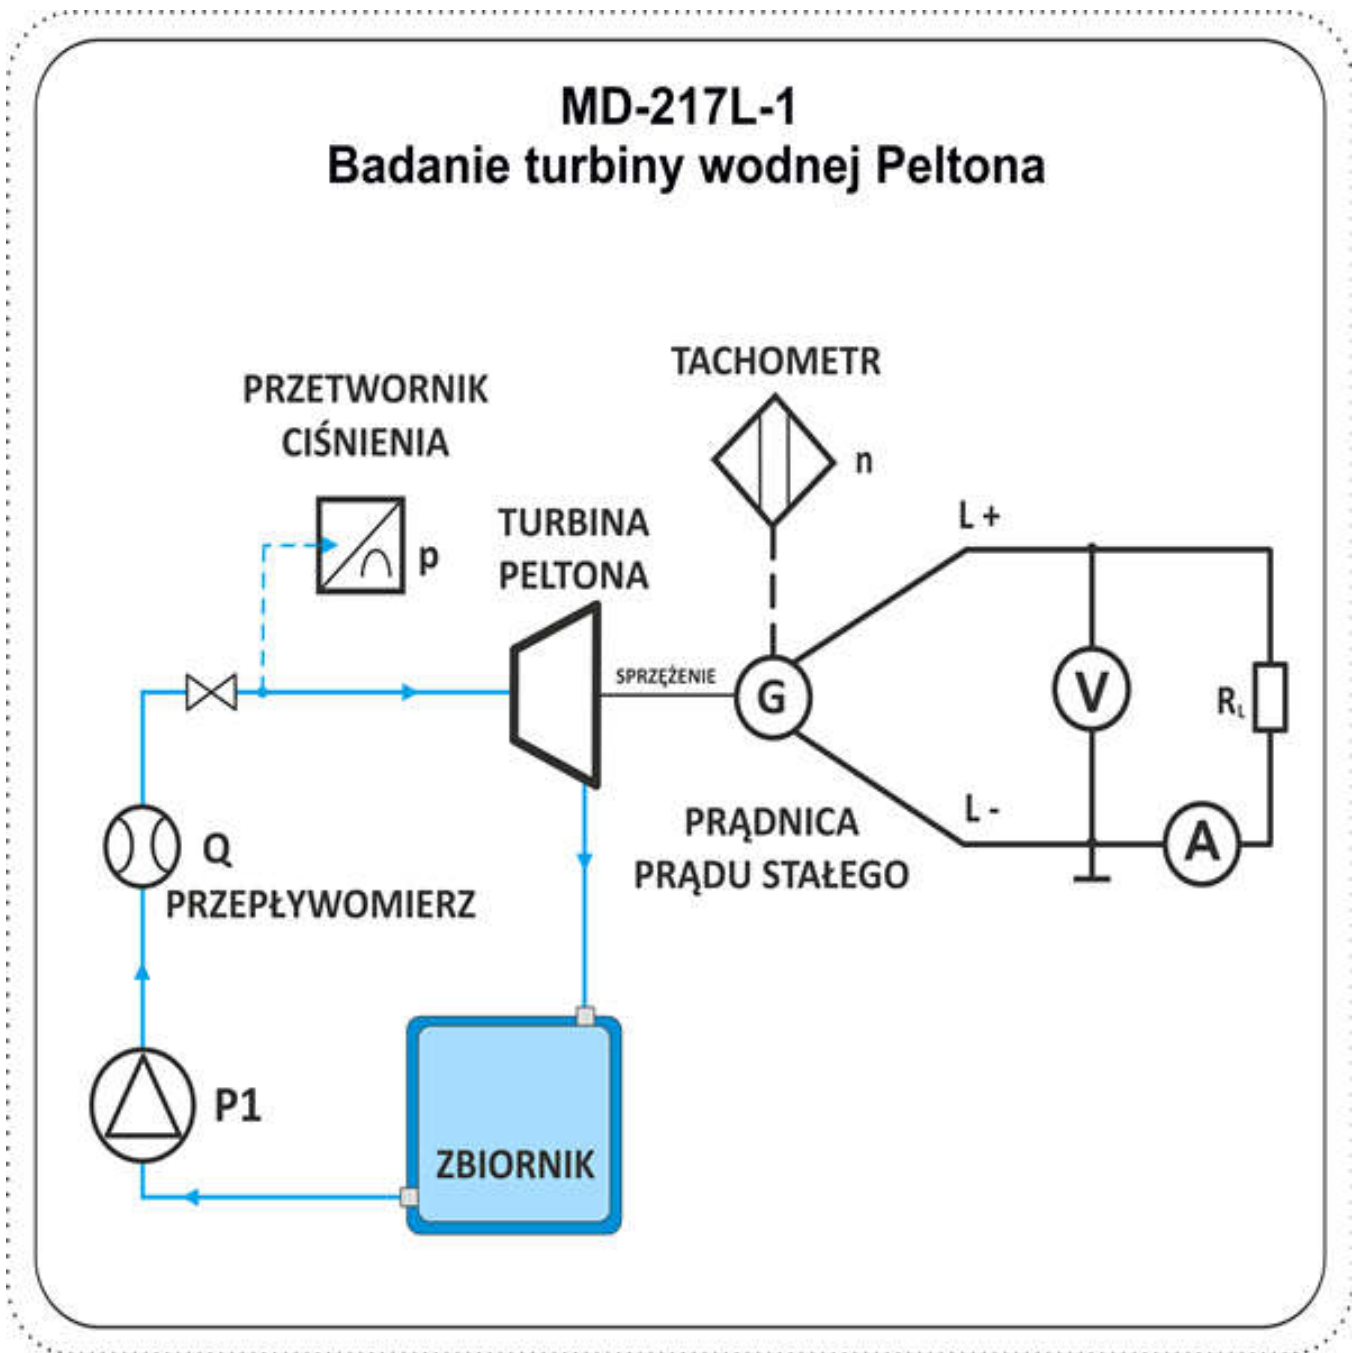 MD-217L-1
Badanie turbiny wodnej Peltona
TACHOMETR
n
PRZETWORNIK
CIŚNIENIA
p
TURBINA
PELTONA
SPRZĘŻENIE
G
L +
V
R L
L -
A
PRĄDNICA
PRĄDU STAŁEGO
Q
PRZEPŁYWOMIERZ
P1
ZBIORNIK